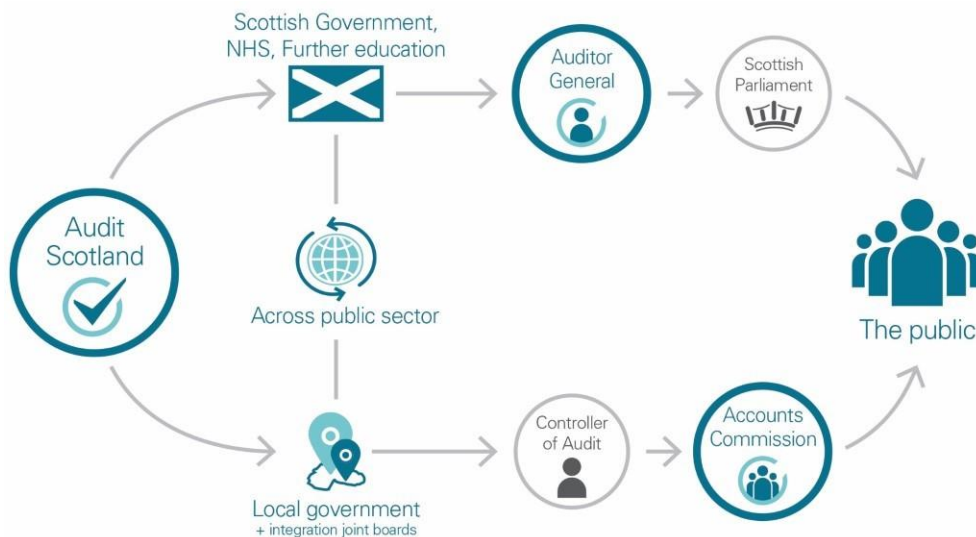 Scottish Government,
NHS, Further education
Auditor
General
Scottish
Parliament
Audit
Scotland
Across public sector
The public
Controller
of Audit
Accounts
Commission
Local government
+ integration joint boards